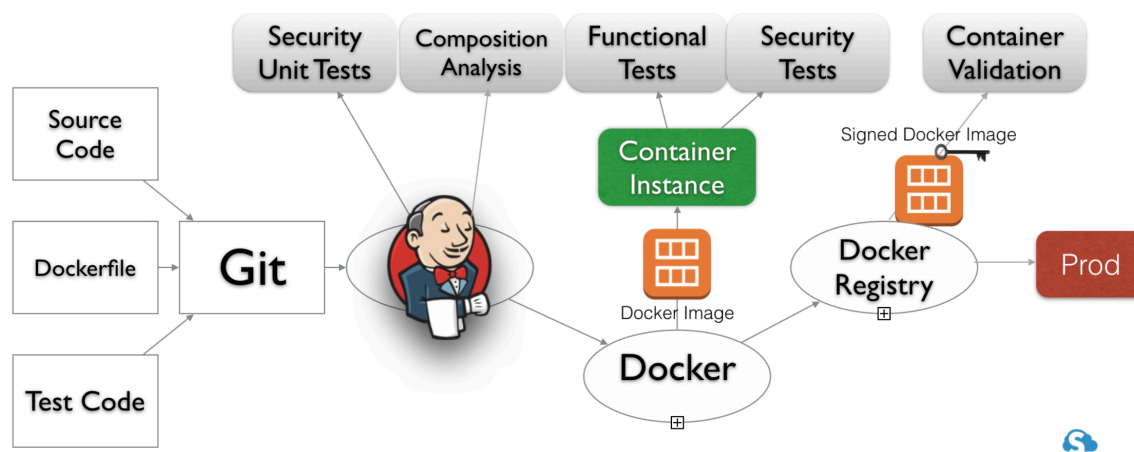 Security
Unit Tests
Composition
Analysis
Functional
Tests
Security
Tests
Container
Validation
Source
Code
Signed Docker Image
Container
Instance
Dockerfile
Git
Docker
Registry
Prod
Docker Image
Docker
Test Code
S